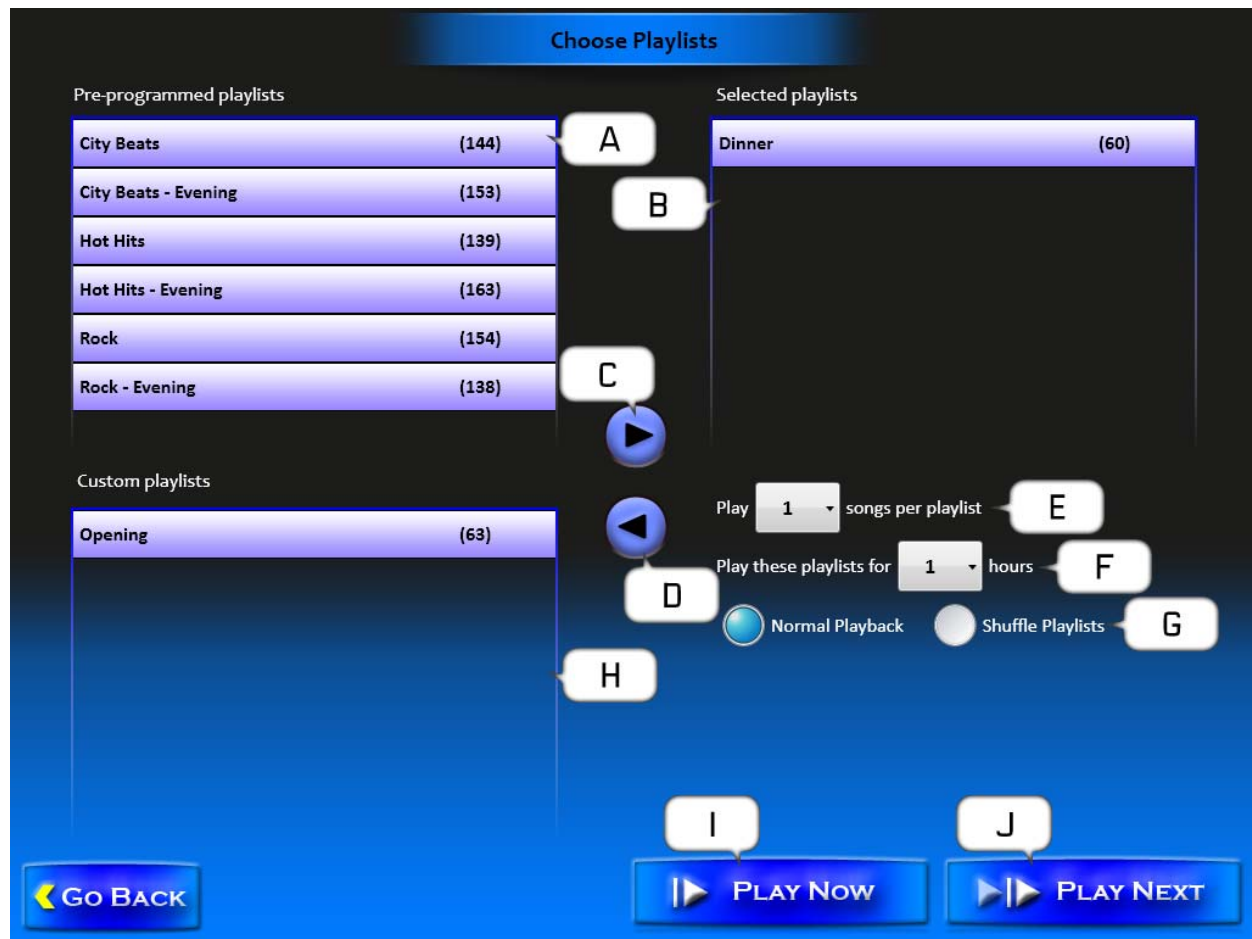 Choose Playlists
Pre-programmed playlists
City Beats (144)
City Beats - Evening (153)
Hot Hits (139)
Hot Hits - Evening (163)
Rock (154)
Rock - Evening (138)
A
Selected playlists
Dinner (60)
B
C
D
Custom playlists
Opening (63)
H
Play 1 songs per playlist E
Play these playlists for 1 hours F
Normal Playback Shuffle Playlists G
I
J
GO BACK
PLAY NOW
PLAY NEXT